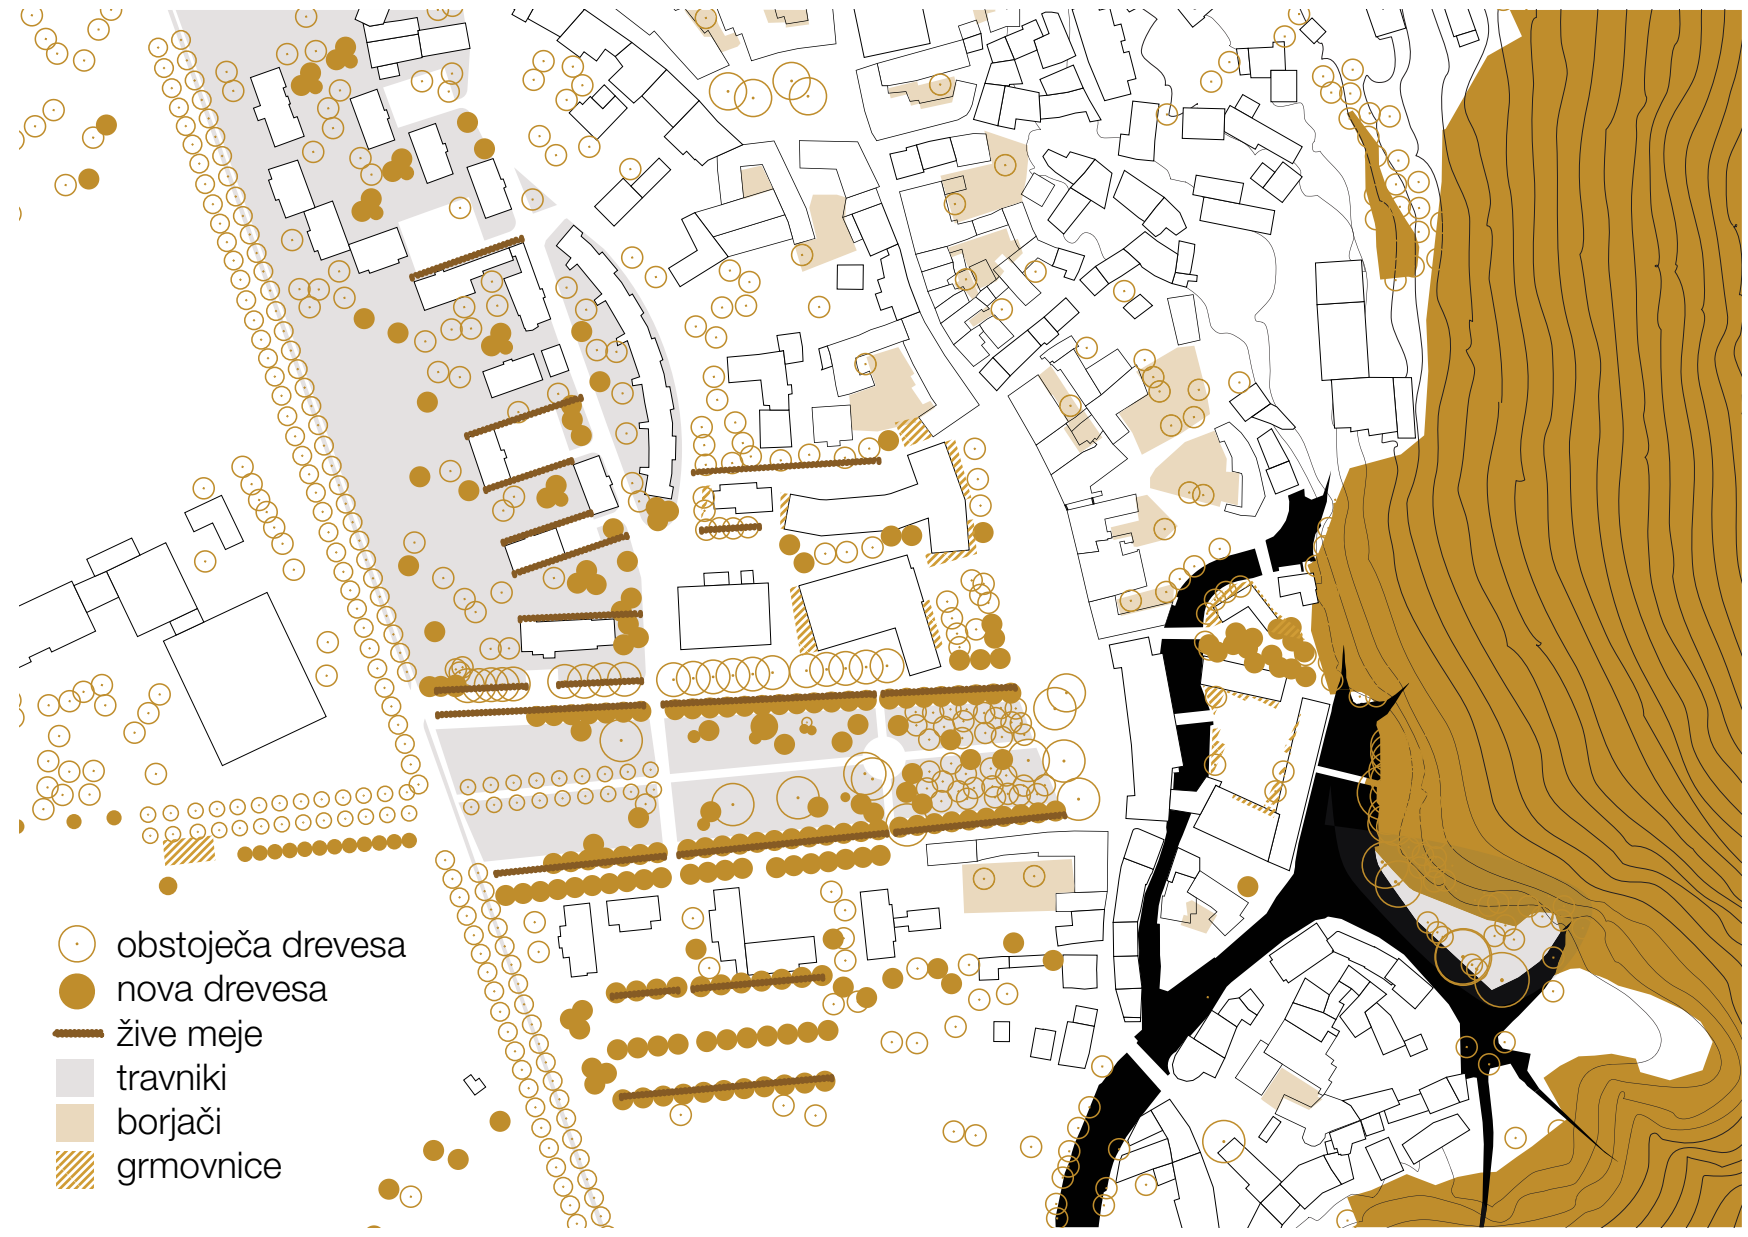 obstoječa drevesa
nova drevesa
žive meje
travniki
borjači
grmovnice